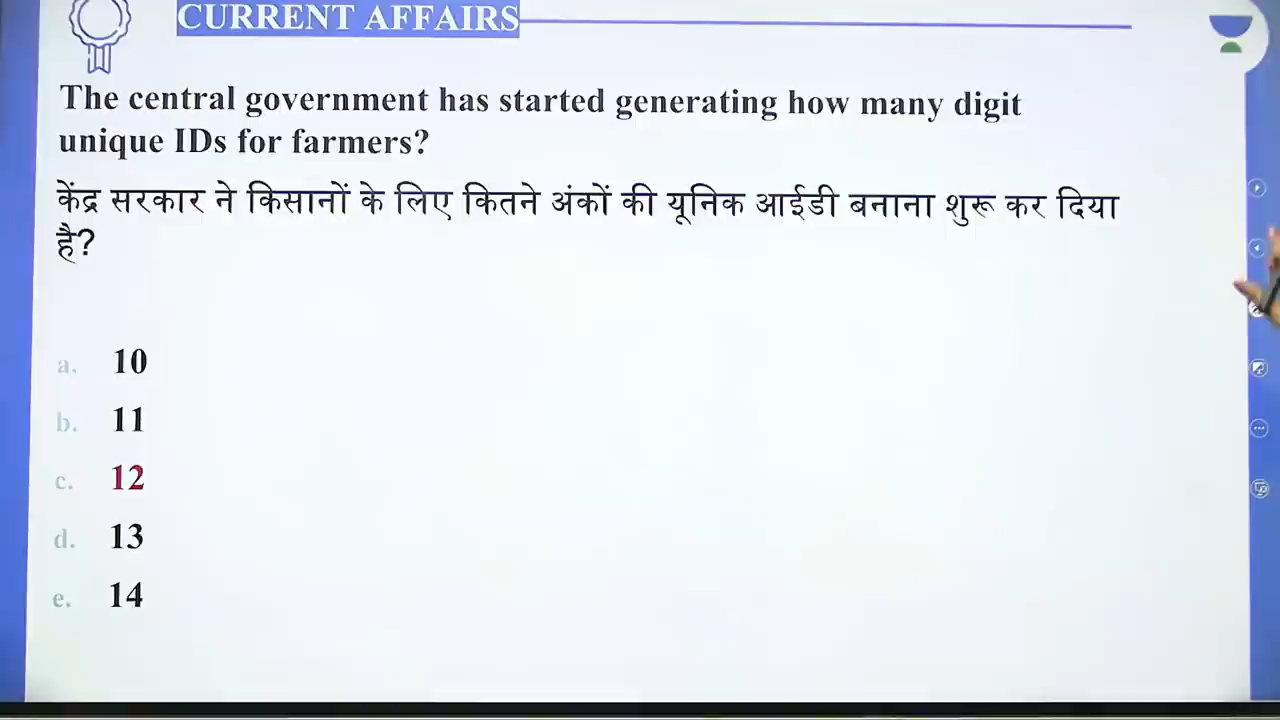 CURRENT AFFAIRS
The central government has started generating how many digit
unique IDs for farmers?
केंद्र सरकार ने किसानों के लिए कितने अंकों की यूनिक आईडी बनाना शुरू कर दिया
है?
a. 10
b. 11
c. 12
d. 13
e. 14